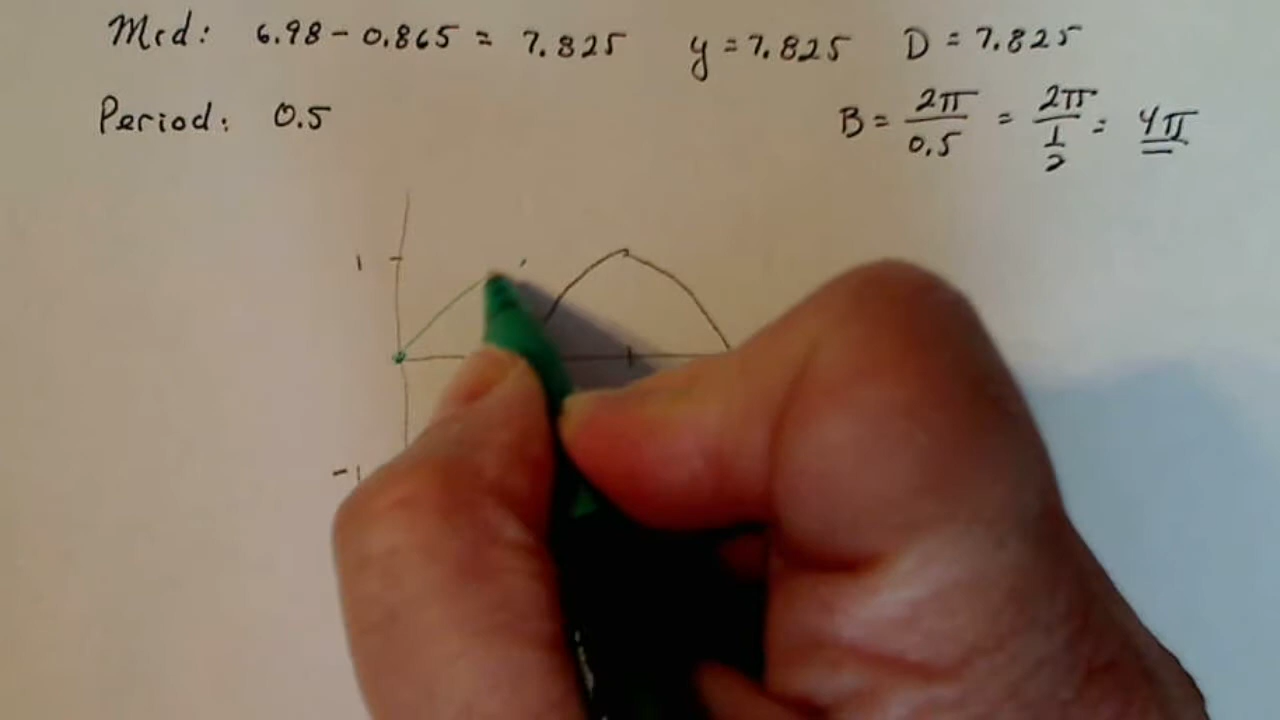 Mid: 6.98 - 0.865 = 7.825 y = 7.825 D = 7.825
Period: 0.5 B = 2π/0.5 = 2π/(1/2) = 4π
1
-1